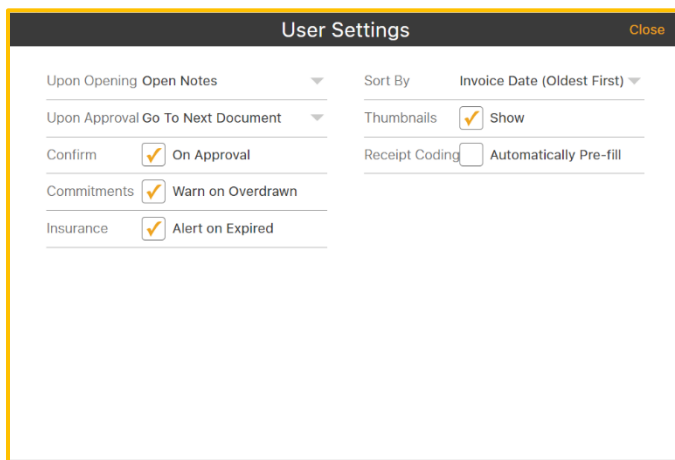 User Settings
Close
Upon Opening Open Notes
Upon Approval Go To Next Document
Confirm On Approval
Commitments Warn on Overdrawn
Insurance Alert on Expired
Sort By Invoice Date (Oldest First)
Thumbnails Show
Receipt Coding Automatically Pre-fill